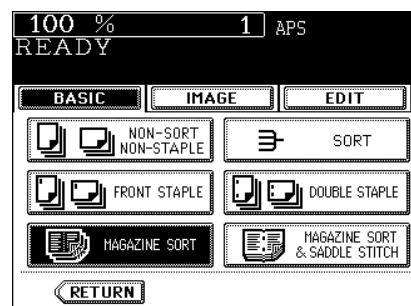 100 % 1 APS
READY
BASIC IMAGE EDIT
NON-SORT
NON-STAPLE
SORT
FRONT STAPLE
DOUBLE STAPLE
MAGAZINE SORT
MAGAZINE SORT
& SADDLE STITCH
RETURN